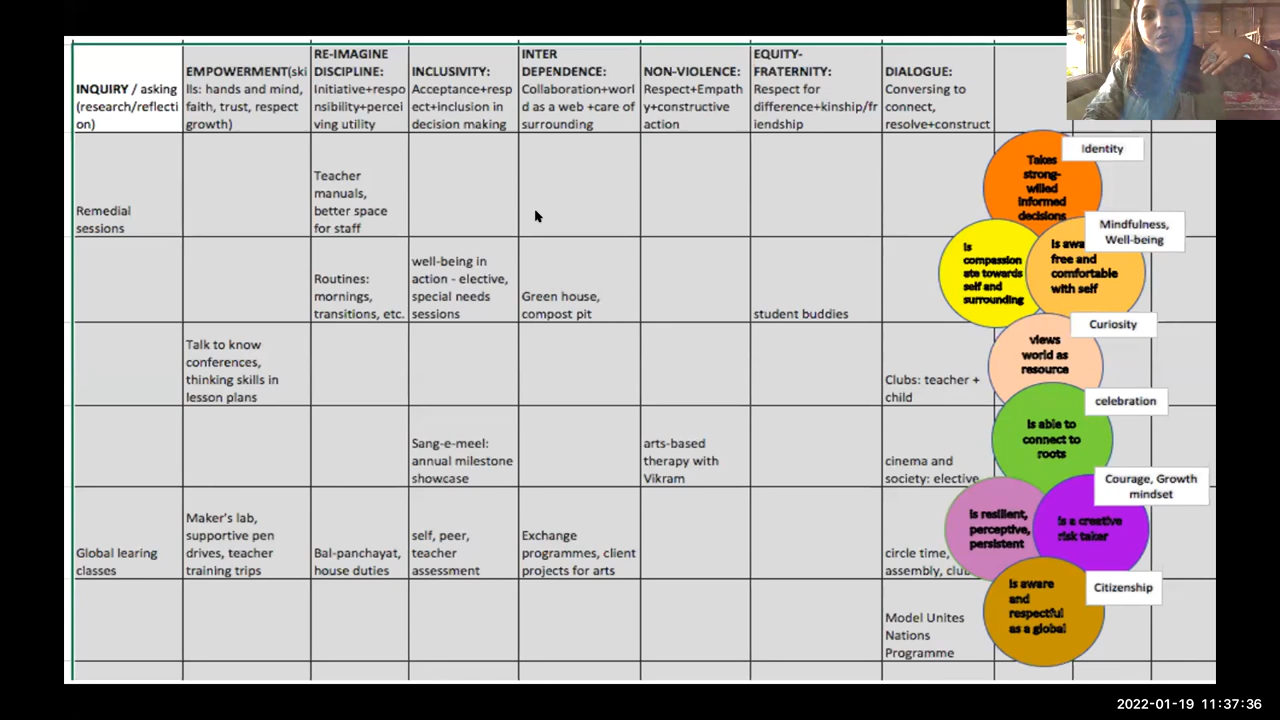 INQUIRY / asking
(research/reflecti
on)
EMPOWERMENT(ski
lls: hands and mind,
faith, trust, respect
growth)
RE-IMAGINE
DISCIPLINE:
Initiative+respo
nsibility+percei
ving utility
INCLUSIVITY:
Acceptance+resp
ect+inclusion in
decision making
INTER
DEPENDENCE:
Collaboration+worl
d as a web +care of
surrounding
NON-VIOLENCE:
Respect+Empath
y+constructive
action
EQUITY-
FRATERNITY:
Respect for
difference+kinship/fr
iendship
DIALOGUE:
Conversing to
connect,
resolve+construct
Remedial
sessions
Teacher
manuals,
better space
for staff
Routines:
mornings,
transitions, etc.
well-being in
action - elective,
special needs
sessions
Green house,
compost pit
student buddies
Talk to know
conferences,
thinking skills in
lesson plans
Clubs: teacher +
child
Sang-e-meel:
annual milestone
showcase
arts-based
therapy with
Vikram
cinema and
society: elective
Global learing
classes
Maker's lab,
supportive pen
drives, teacher
training trips
Bal-panchayat,
house duties
self, peer,
teacher
assessment
Exchange
programmes, client
projects for arts
circle time,
assembly,
Model Unites
Nations
Programme
Takes
strong-
willed
informed
decisions
Identity
Is
compassion
ate towards
self and
surrounding
Is
free and
comfortable
with self
Mindfulness,
Well-being
views
world as
resource
Curiosity
Is able to
connect to
roots
celebration
Is resilient,
perceptive,
persistent
Is a creative
risk taker
Courage, Growth
mindset
Is aware
and
respectful
as a global
Citizenship
2022-01-19 11:37:36